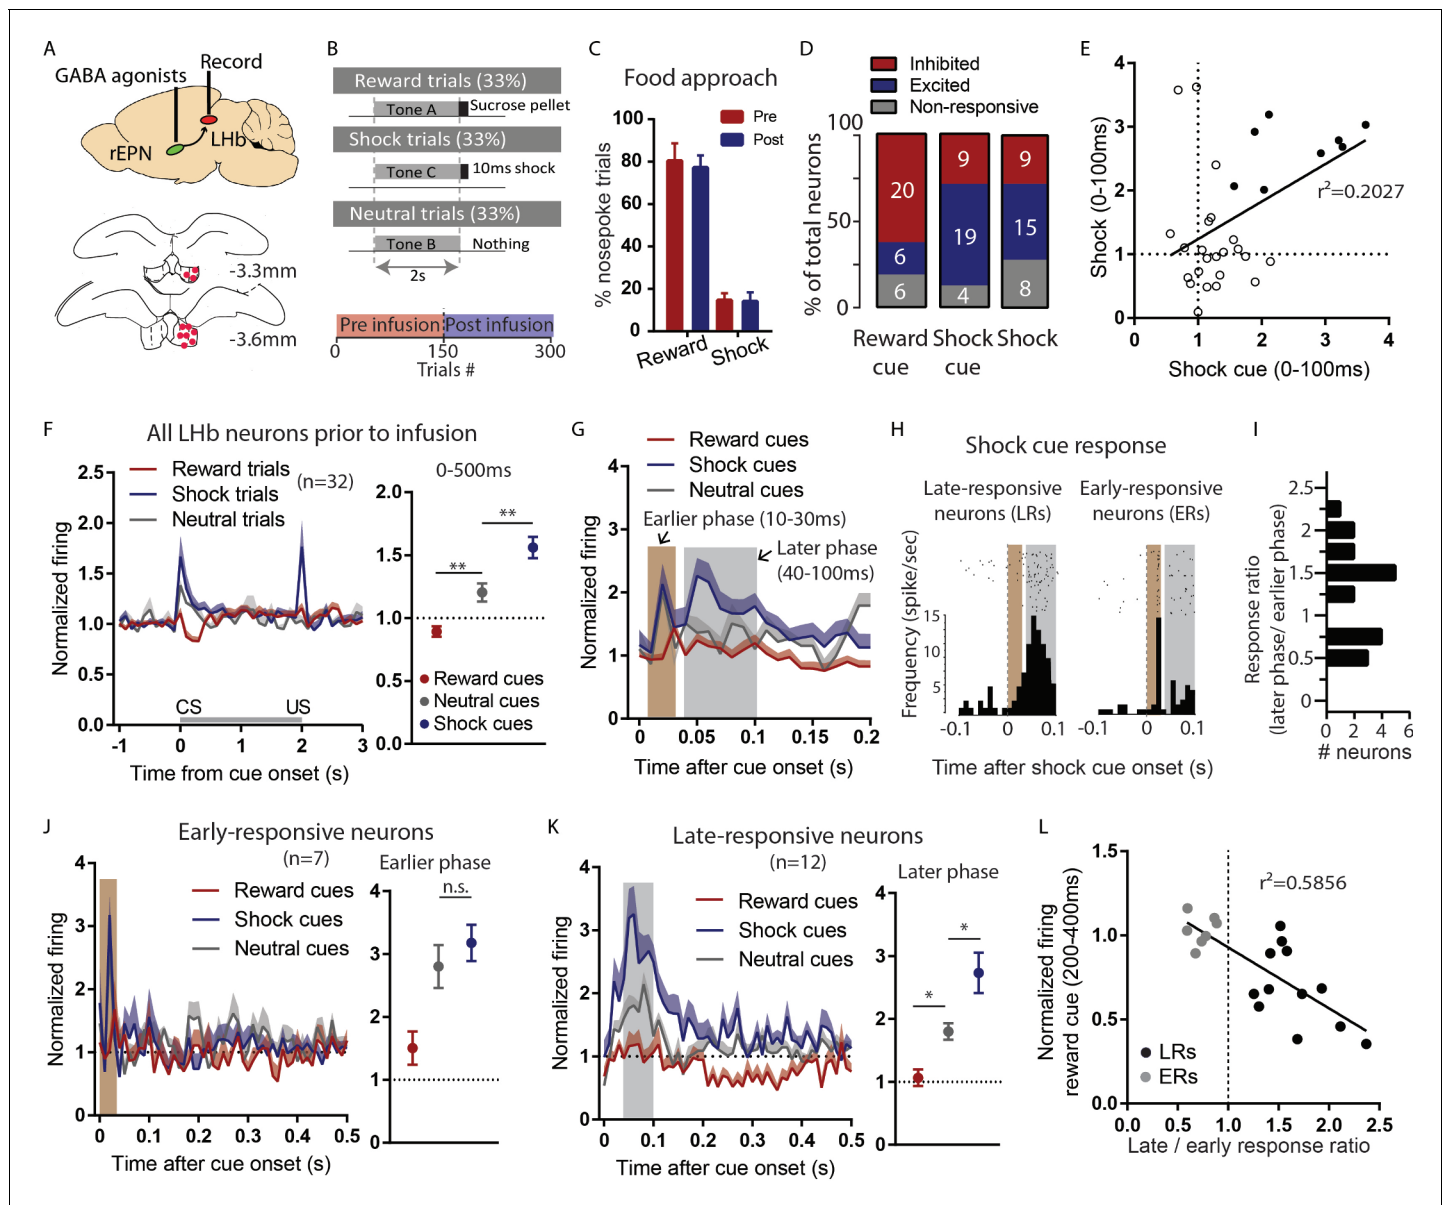 A
GABA agonists
Record
rEPN
LHb
-3.3mm
-3.6mm
B
Reward trials (33%)
Tone A
Sucrose pellet
Shock trials (33%)
Tone C
10ms shock
Neutral trials (33%)
Tone B
Nothing
2s
Pre infusion
Post infusion
0
150
300
Trials #
C
Food approach
% nosepoke trials
100
80
60
40
20
0
Pre
Post
Reward
Shock
D
Inhibited
Excited
Non-responsive
% of total neurons
100
50
0
20
6
6
9
19
4
9
15
8
Reward cue
Shock cue
Shock
E
Shock (0-100ms)
4
3
2
1
0
r²=0.2027
0
1
2
3
4
Shock cue (0-100ms)
F
All LHb neurons prior to infusion
Normalized firing
2.5
2.0
1.5
1.0
0.5
0.0
Reward trials
Shock trials
Neutral trials
(n=32)
CS
US
-1
0
1
2
3
Time from cue onset (s)
0-500ms
2.0
1.5
1.0
0.5
0.0
**
**
Reward cues
Neutral cues
Shock cues
G
Reward cues
Shock cues
Neutral cues
Normalized firing
4
3
2
1
0
Earlier phase (10-30ms)
Later phase
(40-100ms)
0
0.05
0.1
0.15
0.2
Time after cue onset (s)
H
Shock cue response
Late-responsive
neurons (LRs)
Early-responsive
neurons (ERs)
Frequency (spike/sec)
15
10
5
-0.1
0
0.1
-0.1
0
0.1
Time after shock cue onset (s)
I
Response ratio
(later phase/ earlier phase)
2.5
2
1.5
1
0.5
0
0
2
4
6
# neurons
J
Early-responsive neurons
(n=7)
Normalized firing
4
3
2
1
0
Reward cues
Shock cues
Neutral cues
0
0.1
0.2
0.3
0.4
0.5
Time after cue onset (s)
Earlier phase
4
3
2
1
0
n.s.
K
Late-responsive neurons
(n=12)
Normalized firing
4
3
2
1
0
Reward cues
Shock cues
Neutral cues
0
0.1
0.2
0.3
0.4
0.5
Time after cue onset (s)
Later phase
4
3
2
1
0
*
*
L
Normalized firing
reward cue (200-400ms)
1.5
1.0
0.5
0.0
r²=0.5856
LRs
ERs
0.0
0.5
1.0
1.5
2.0
2.5
Late / early response ratio